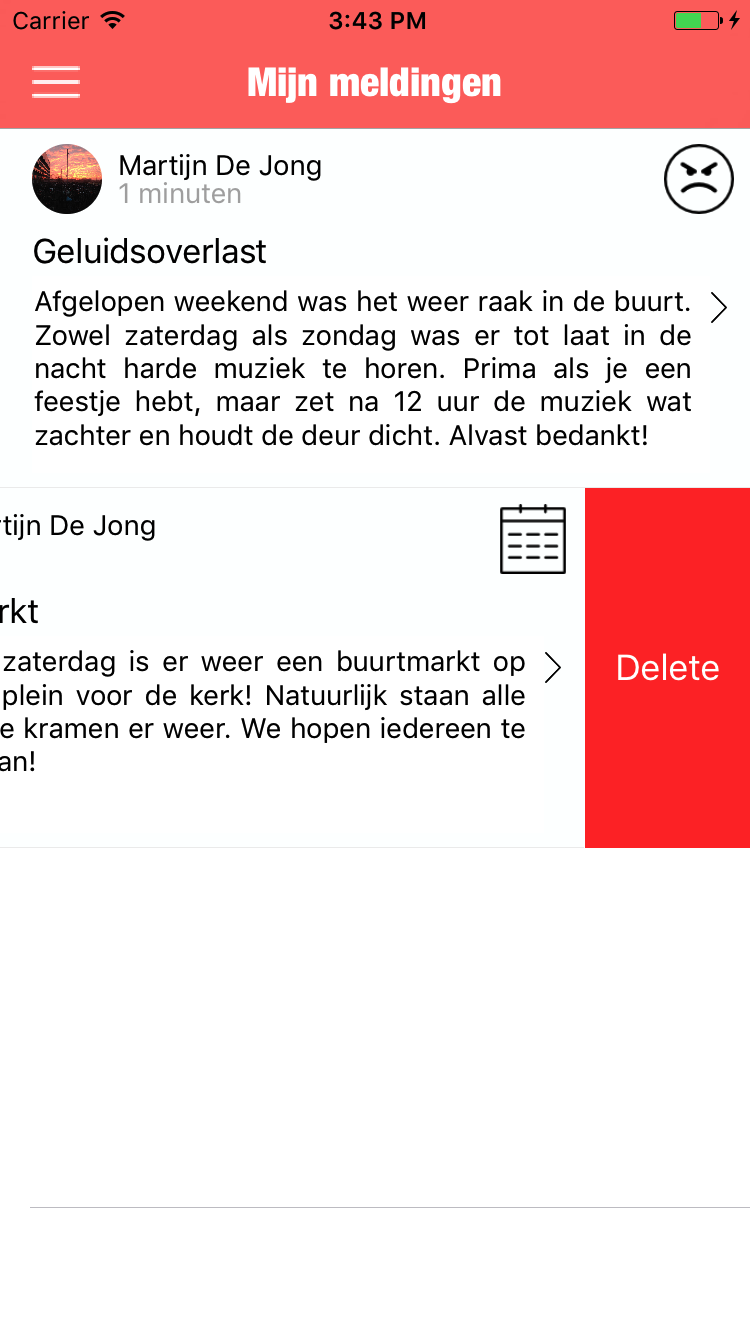 Carrier 3:43 PM
Mijn meldingen
Martijn De Jong
1 minuten
Geluidsoverlast
Afgelopen weekend was het weer raak in de buurt.
Zowel zaterdag als zondag was er tot laat in de
nacht harde muziek te horen. Prima als je een
feestje hebt, maar zet na 12 uur de muziek wat
zachter en houdt de deur dicht. Alvast bedankt!
tijn De Jong
rkt
zaterdag is er weer een buurtmarkt op
plein voor de kerk! Natuurlijk staan alle
e kramen er weer. We hopen iedereen te
an!
Delete